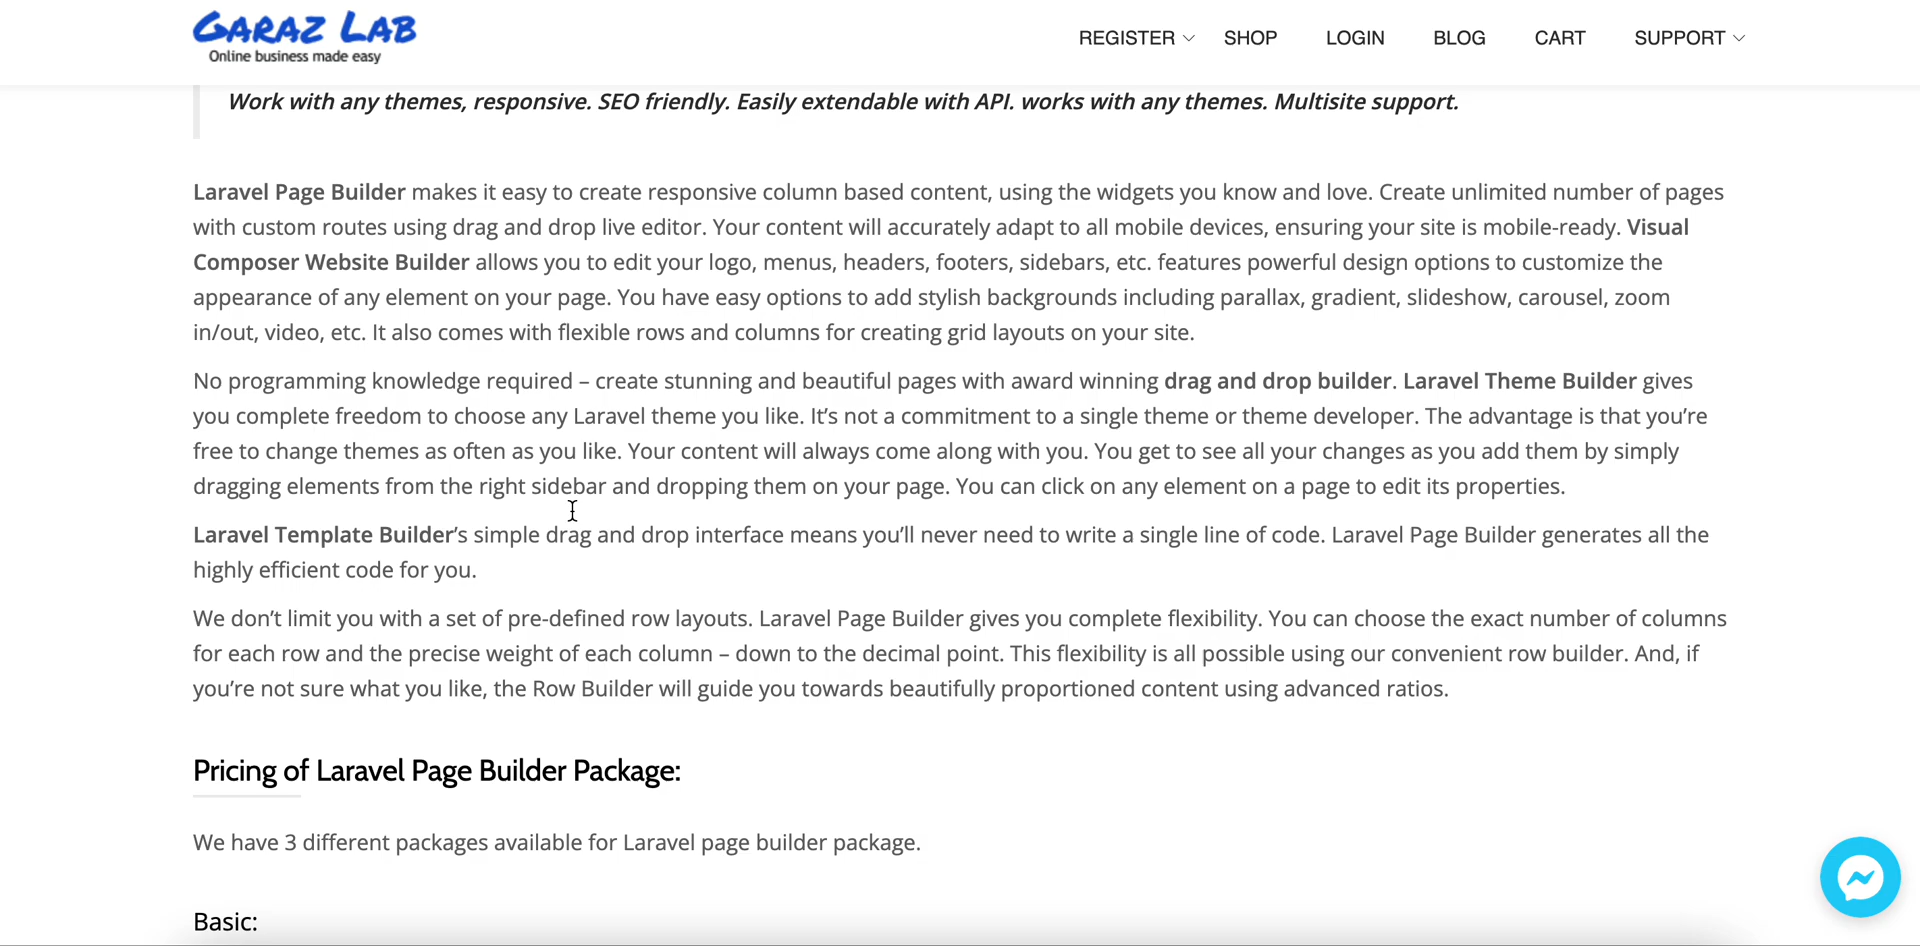 GARAZ LAB
Online business made easy
REGISTER SHOP LOGIN BLOG CART SUPPORT
Work with any themes, responsive. SEO friendly. Easily extendable with API. works with any themes. Multisite support.
Laravel Page Builder makes it easy to create responsive column based content, using the widgets you know and love. Create unlimited number of pages
with custom routes using drag and drop live editor. Your content will accurately adapt to all mobile devices, ensuring your site is mobile-ready. Visual
Composer Website Builder allows you to edit your logo, menus, headers, footers, sidebars, etc. features powerful design options to customize the
appearance of any element on your page. You have easy options to add stylish backgrounds including parallax, gradient, slideshow, carousel, zoom
in/out, video, etc. It also comes with flexible rows and columns for creating grid layouts on your site.
No programming knowledge required – create stunning and beautiful pages with award winning drag and drop builder. Laravel Theme Builder gives
you complete freedom to choose any Laravel theme you like. It’s not a commitment to a single theme or theme developer. The advantage is that you’re
free to change themes as often as you like. Your content will always come along with you. You get to see all your changes as you add them by simply
dragging elements from the right sidebar and dropping them on your page. You can click on any element on a page to edit its properties.
Laravel Template Builder’s simple drag and drop interface means you’ll never need to write a single line of code. Laravel Page Builder generates all the
highly efficient code for you.
We don’t limit you with a set of pre-defined row layouts. Laravel Page Builder gives you complete flexibility. You can choose the exact number of columns
for each row and the precise weight of each column – down to the decimal point. This flexibility is all possible using our convenient row builder. And, if
you’re not sure what you like, the Row Builder will guide you towards beautifully proportioned content using advanced ratios.
Pricing of Laravel Page Builder Package:
We have 3 different packages available for Laravel page builder package.
Basic: